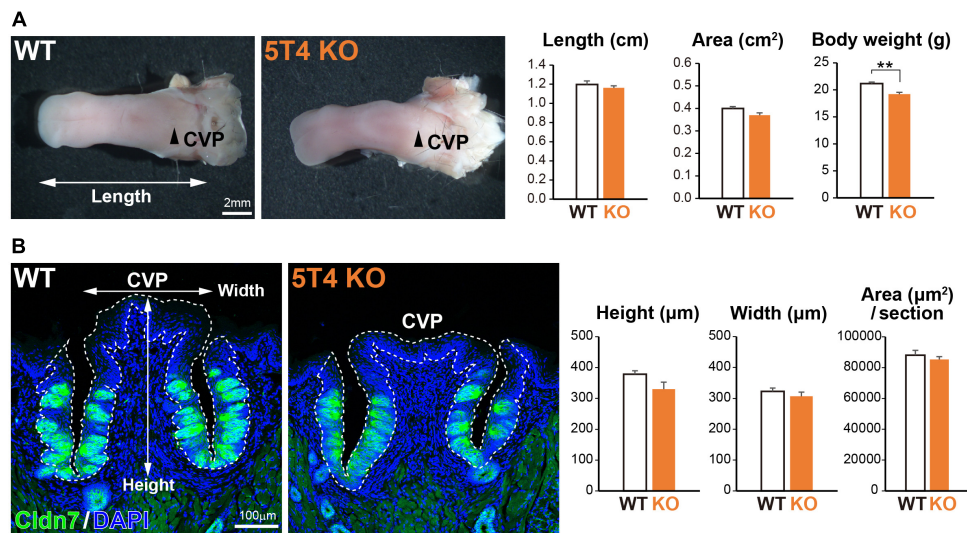 A
WT
5T4 KO
CVP
CVP
Length
2mm
Length (cm)
1.4
1.2
1.0
0.8
0.6
0.4
0.2
0.0
WT KO
Area (cm²)
0.6
0.5
0.4
0.3
0.2
0.1
0.0
WT KO
Body weight (g)
**
25
20
15
10
5
0
WT KO
B
WT
CVP
Width
Height
Cldn7/DAPI
100μm
5T4 KO
CVP
Height (μm)
500
400
300
200
100
0
WT KO
Width (μm)
500
400
300
200
100
0
WT KO
Area (μm²)
/section
100000
80000
60000
40000
20000
0
WT KO